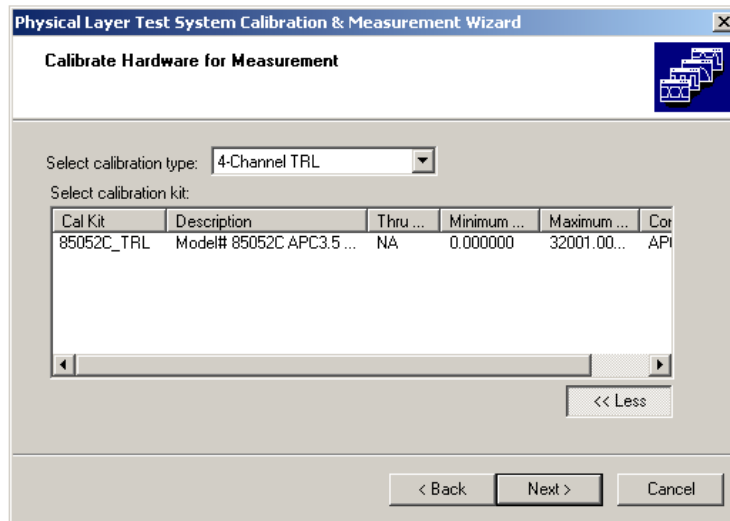 Physical Layer Test System Calibration & Measurement Wizard
Calibrate Hardware for Measurement
Select calibration type: 4-Channel TRL
Select calibration kit:
Cal Kit Description Thru ... Minimum ... Maximum ... Cor
85052C_TRL Model# 85052C APC3.5 ... NA 0.000000 32001.00... AP
<< Less
< Back Next > Cancel